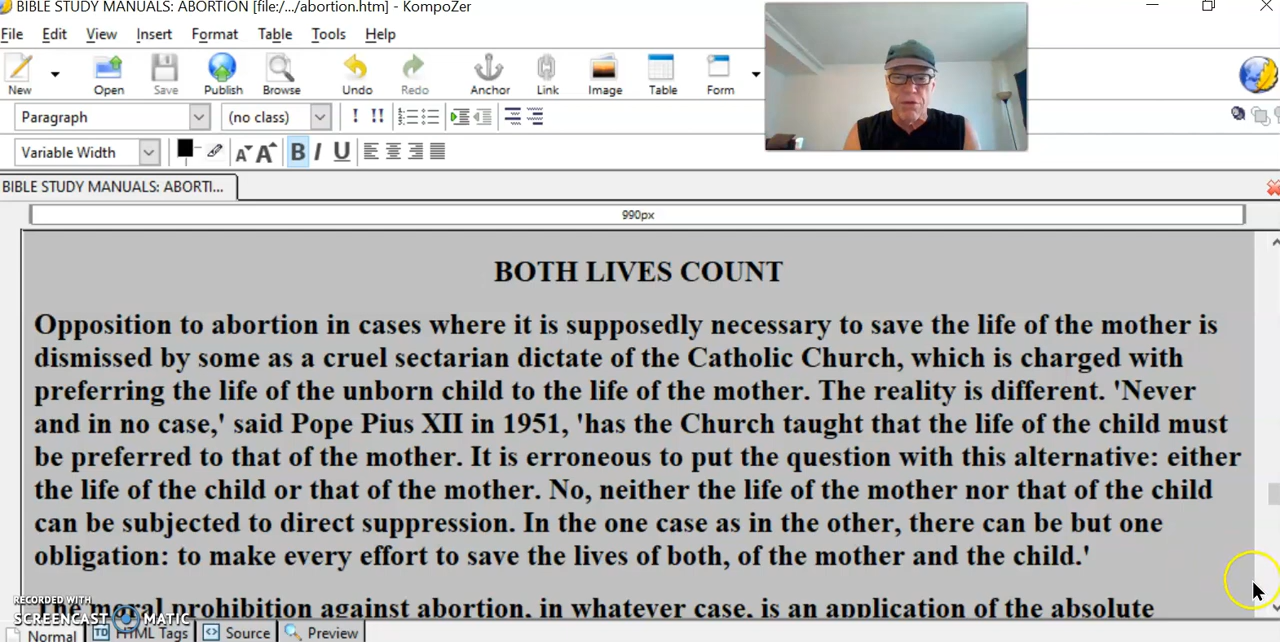 BIBLE STUDY MANUALS: ABORTION [file:/.../abortion.htm] - KompoZer
File Edit View Insert Format Table Tools Help
New Open Save Publish Browse Undo Redo Anchor Link Image Table Form
Paragraph (no class) ! !!
Variable Width A A B I U
BIBLE STUDY MANUALS: ABORTI...
990px
BOTH LIVES COUNT
Opposition to abortion in cases where it is supposedly necessary to save the life of the mother is
dismissed by some as a cruel sectarian dictate of the Catholic Church, which is charged with
preferring the life of the unborn child to the life of the mother. The reality is different. 'Never
and in no case,' said Pope Pius XII in 1951, 'has the Church taught that the life of the child must
be preferred to that of the mother. It is erroneous to put the question with this alternative: either
the life of the child or that of the mother. No, neither the life of the mother nor that of the child
can be subjected to direct suppression. In the one case as in the other, there can be but one
obligation: to make every effort to save the lives of both, of the mother and the child.'
The moral prohibition against abortion, in whatever case, is an application of the absolute
RECORDED WITH
SCREENCAST MATIC
Normal TD HTML Tags <> Source Preview